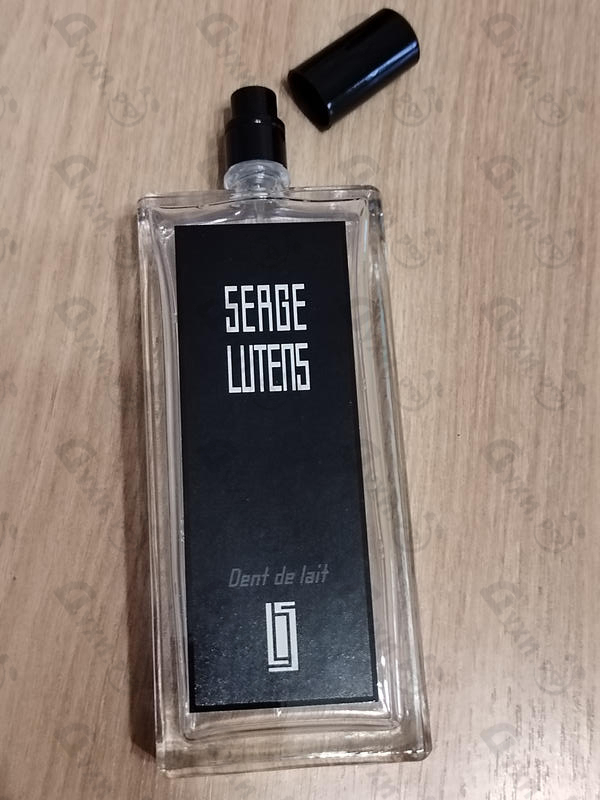 SERGE
LUTENS
Dent de lait